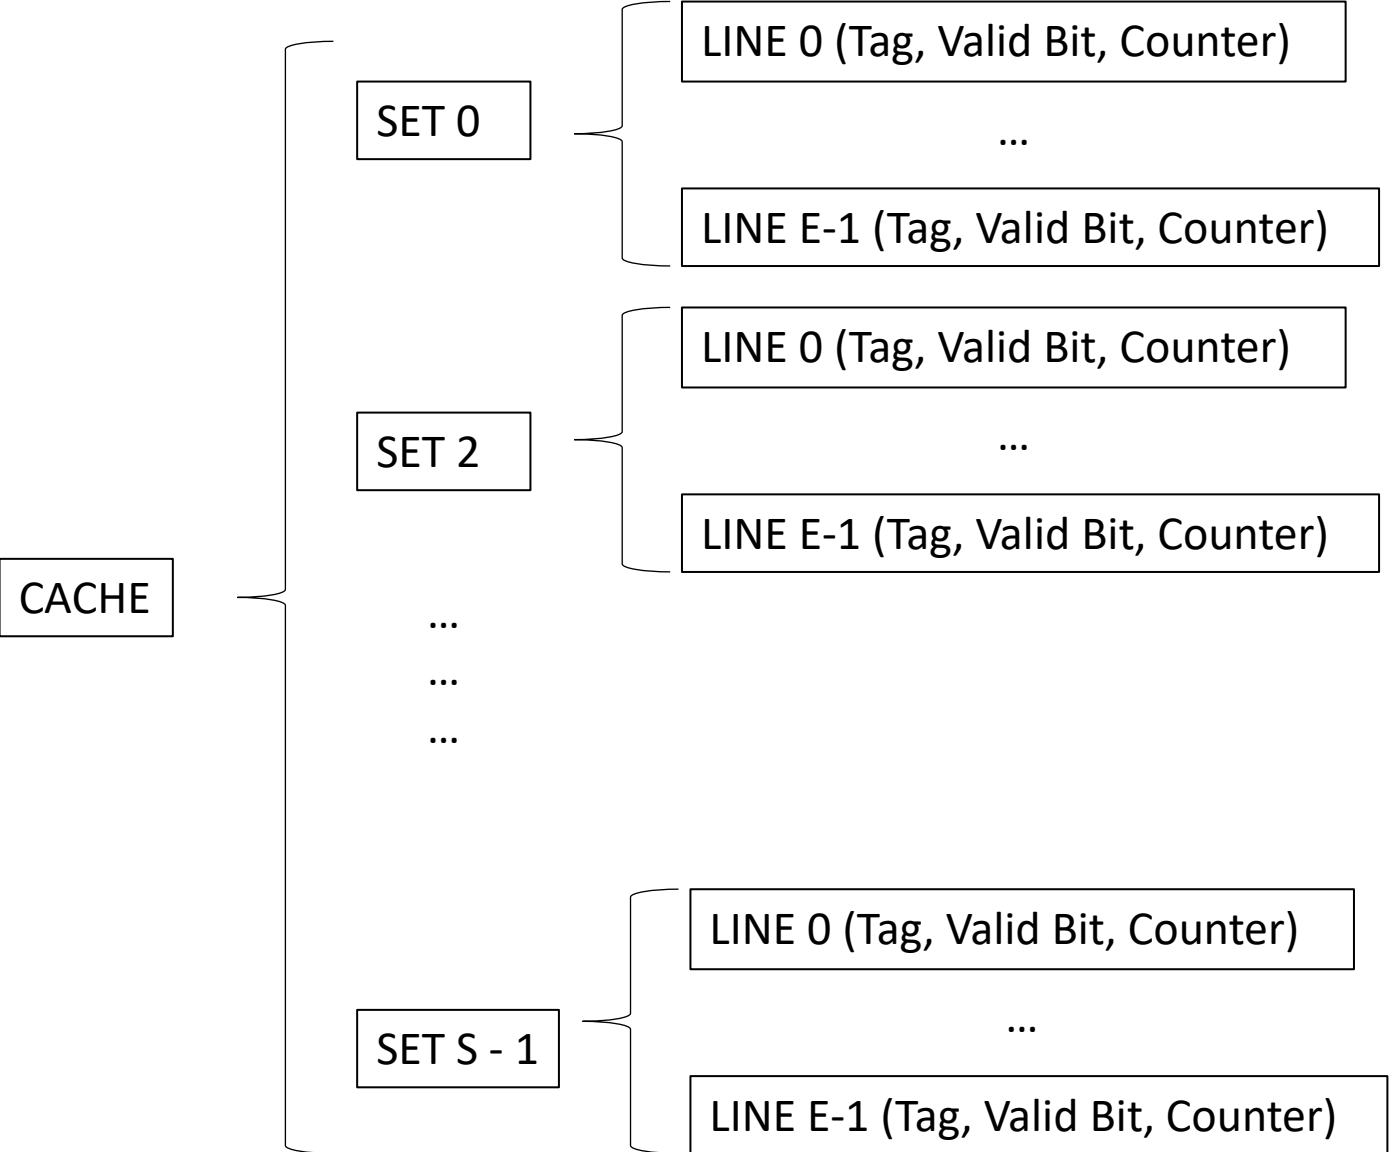 LINE 0 (Tag, Valid Bit, Counter)
SET 0
...
LINE E-1 (Tag, Valid Bit, Counter)
LINE 0 (Tag, Valid Bit, Counter)
SET 2
...
LINE E-1 (Tag, Valid Bit, Counter)
CACHE
...
...
...
LINE 0 (Tag, Valid Bit, Counter)
...
SET S - 1
LINE E-1 (Tag, Valid Bit, Counter)